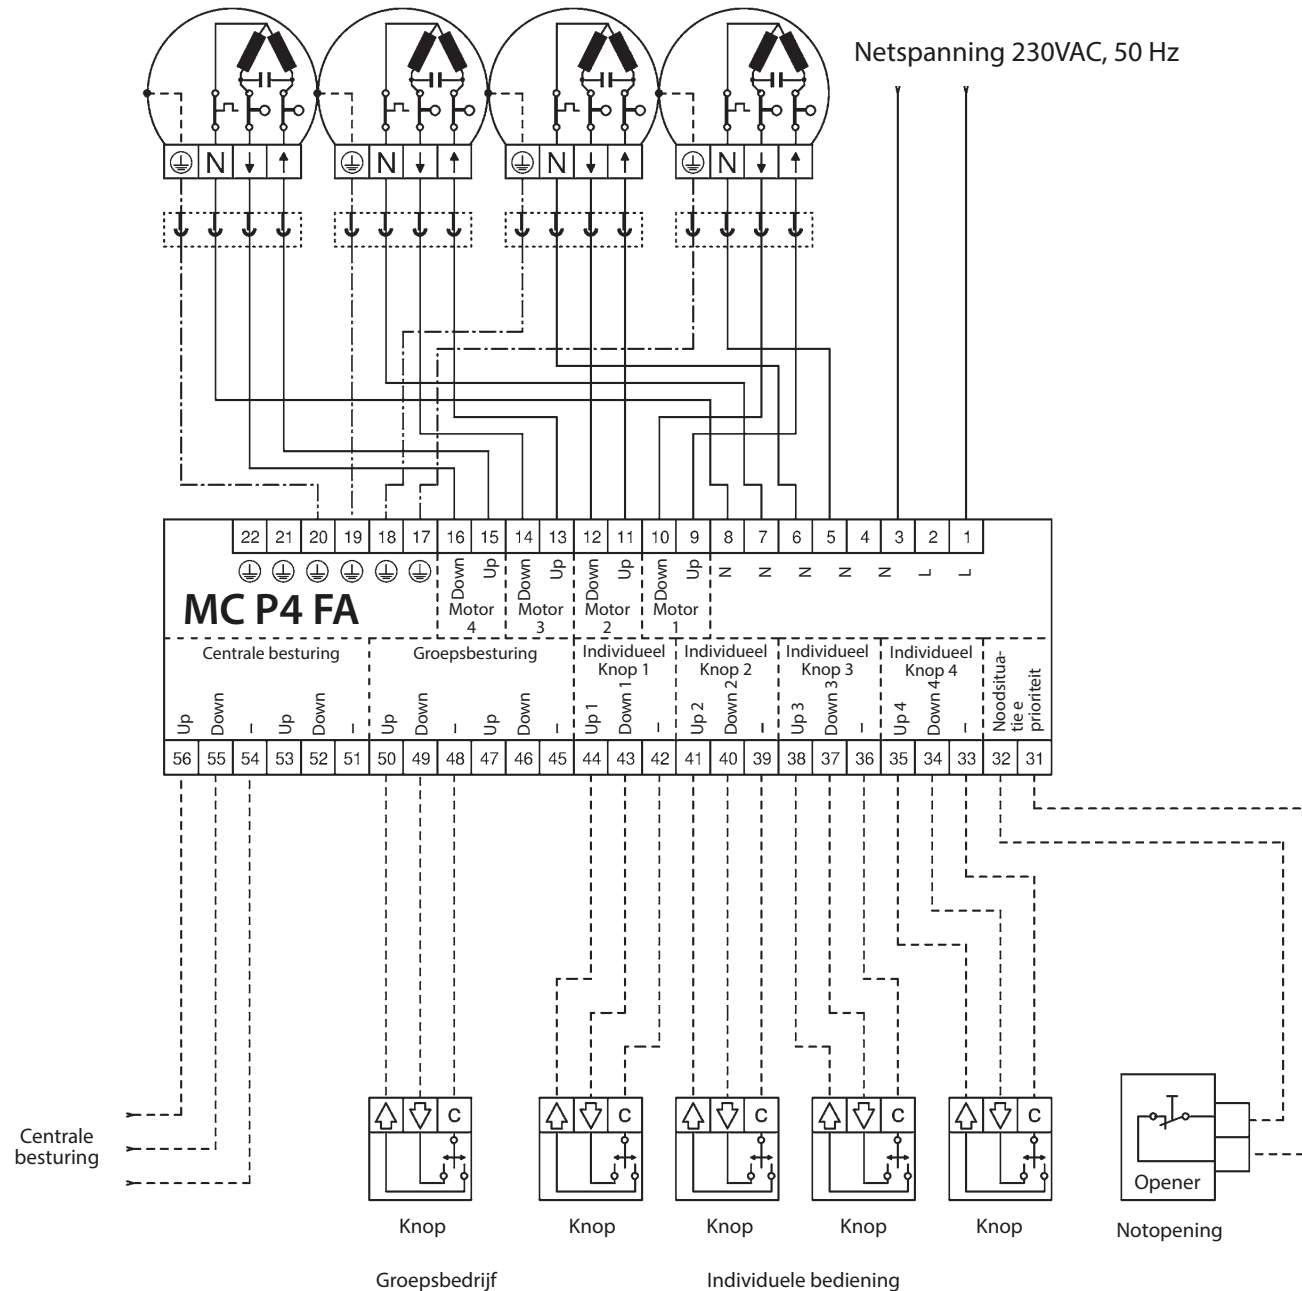 Netspanning 230VAC, 50 Hz
N N N N
22 21 20 19 18 17 16 15 14 13 12 11 10 9 8 7 6 5 4 3 2 1
Down Up Down Up Down Up Down Up N N N N N L L
Motor 4
Motor 3
Motor 2
Motor 1
MC P4 FA
Centrale besturing
Groepsbesturing
Individueel Knop 1
Individueel Knop 2
Individueel Knop 3
Individueel Knop 4
Noodsitua-
tie e
prioriteit
Up Down – Up Down – Up Down – Up Down – Up 1 Down 1 – Up 2 Down 2 – Up 3 Down 3 – Up 4 Down 4 –
56 55 54 53 52 51 50 49 48 47 46 45 44 43 42 41 40 39 38 37 36 35 34 33 32 31
C C C C C
Centrale
besturing
Opener
Knop Knop Knop Knop Knop
Notopening
Groepsbedrijf
Individuele bediening